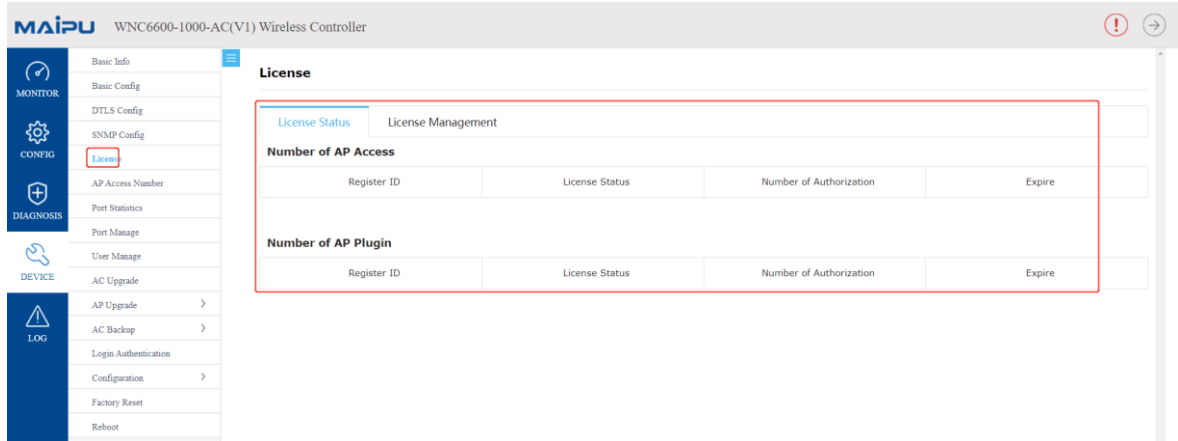 MAIPU WNC6600-1000-AC(V1) Wireless Controller
MONITOR
CONFIG
DIAGNOSIS
DEVICE
LOG
Basic Info
Basic Config
DTLS Config
SNMP Config
License
AP Access Number
Port Statistics
Port Manage
User Manage
AC Upgrade
AP Upgrade
AC Backup
Login Authentication
Configuration
Factory Reset
Reboot
License
License Status License Management
Number of AP Access
Register ID License Status Number of Authorization Expire
Number of AP Plugin
Register ID License Status Number of Authorization Expire